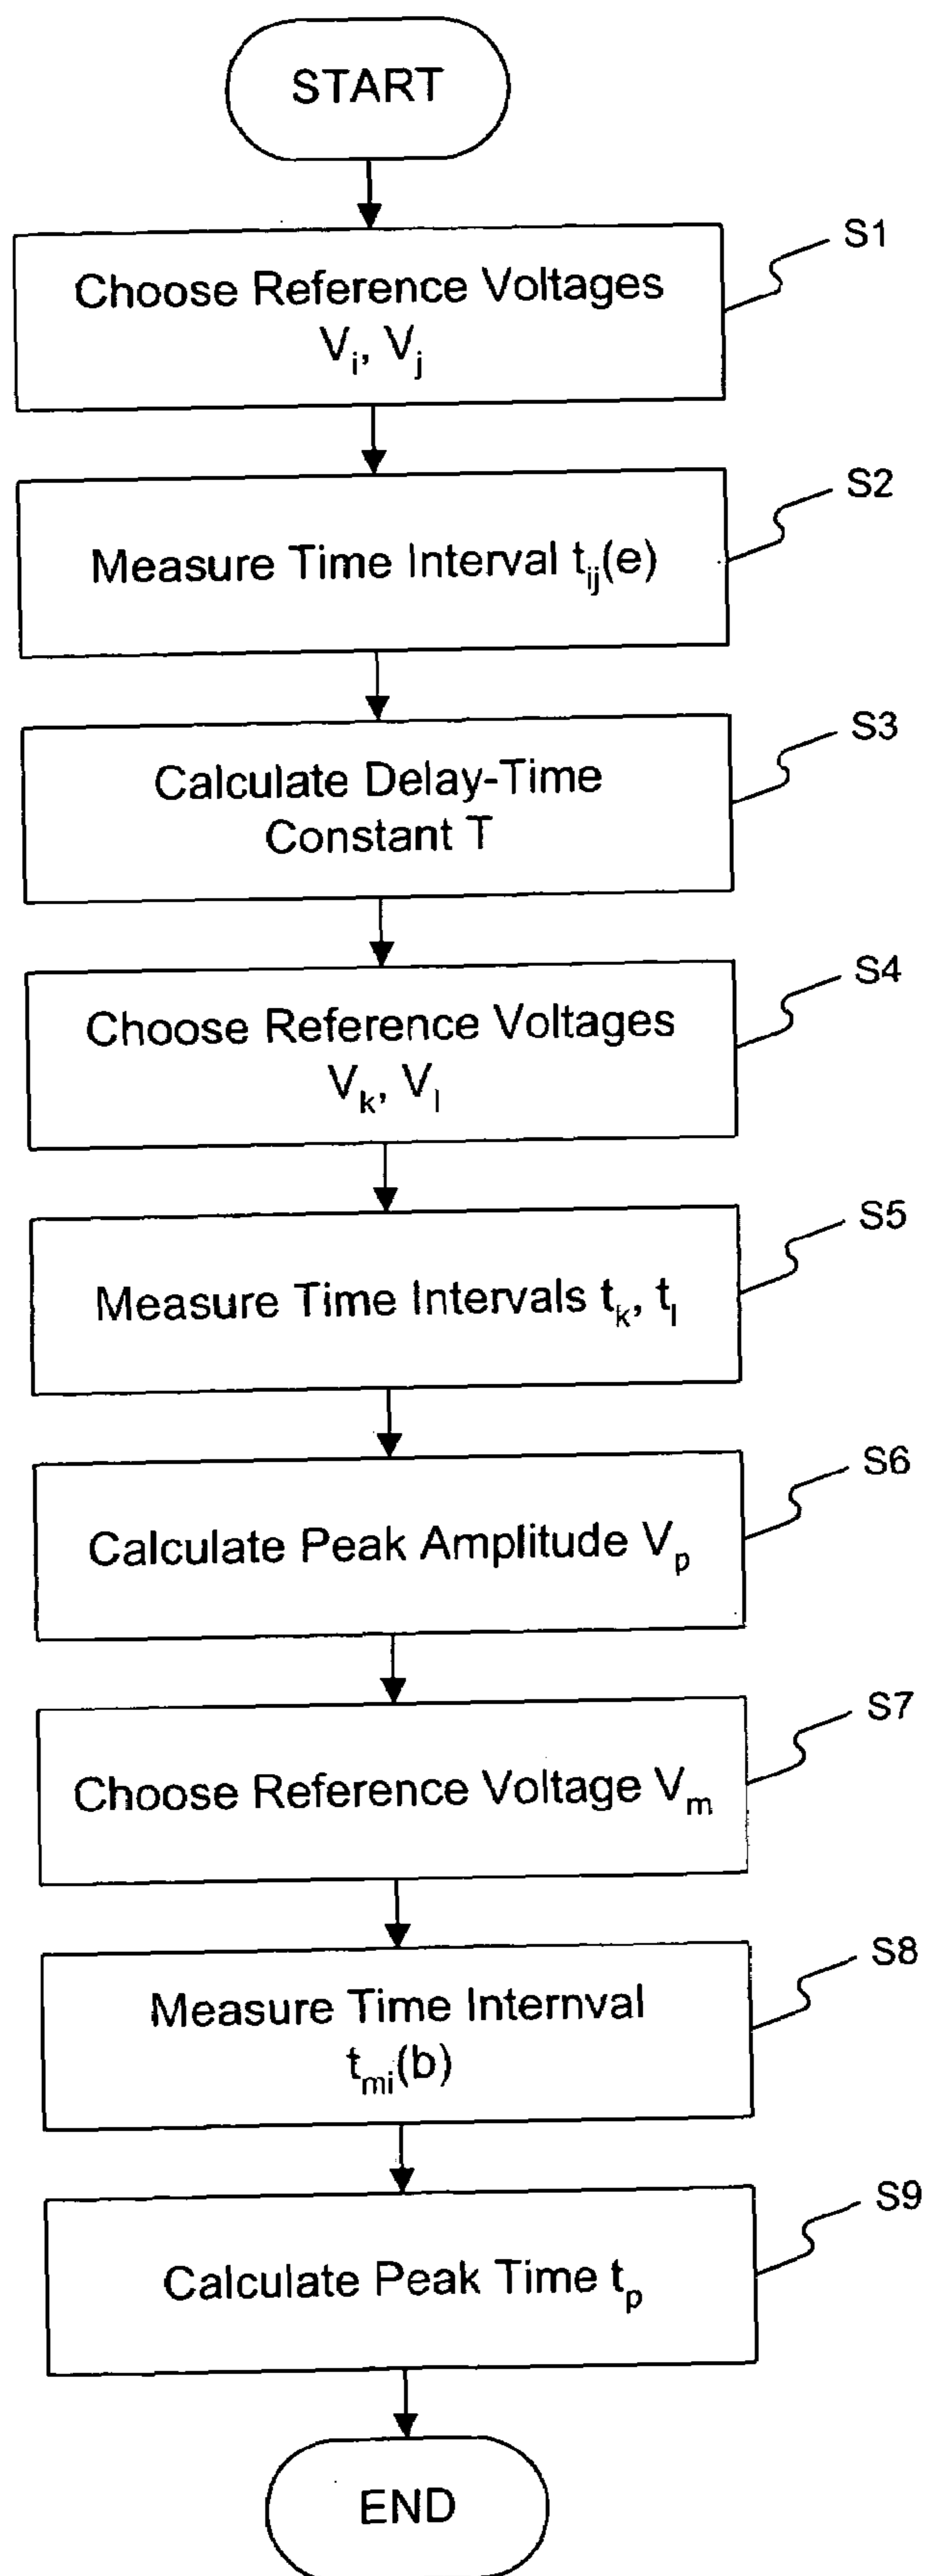 START
S1
Choose Reference Voltages
Vi, Vj
S2
Measure Time Interval tij(e)
S3
Calculate Delay-Time
Constant T
S4
Choose Reference Voltages
Vk, Vl
S5
Measure Time Intervals tk, tl
S6
Calculate Peak Amplitude Vp
S7
Choose Reference Voltage Vm
S8
Measure Time Internval
tmi(b)
S9
Calculate Peak Time tp
END